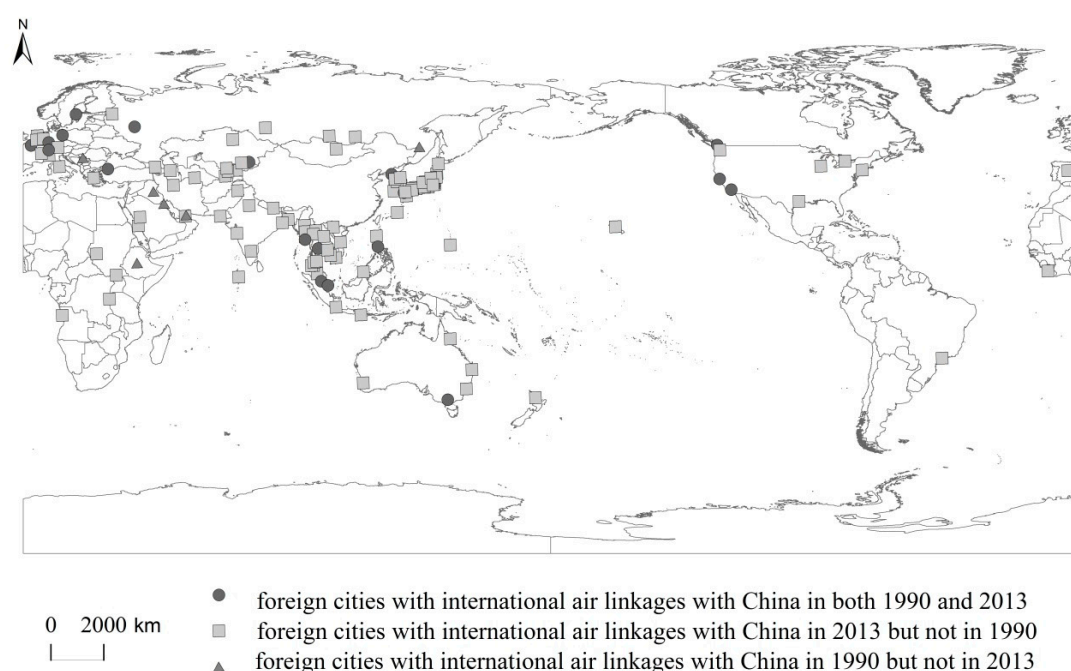 N
0 2000 km
foreign cities with international air linkages with China in both 1990 and 2013
foreign cities with international air linkages with China in 2013 but not in 1990
foreign cities with international air linkages with China in 1990 but not in 2013